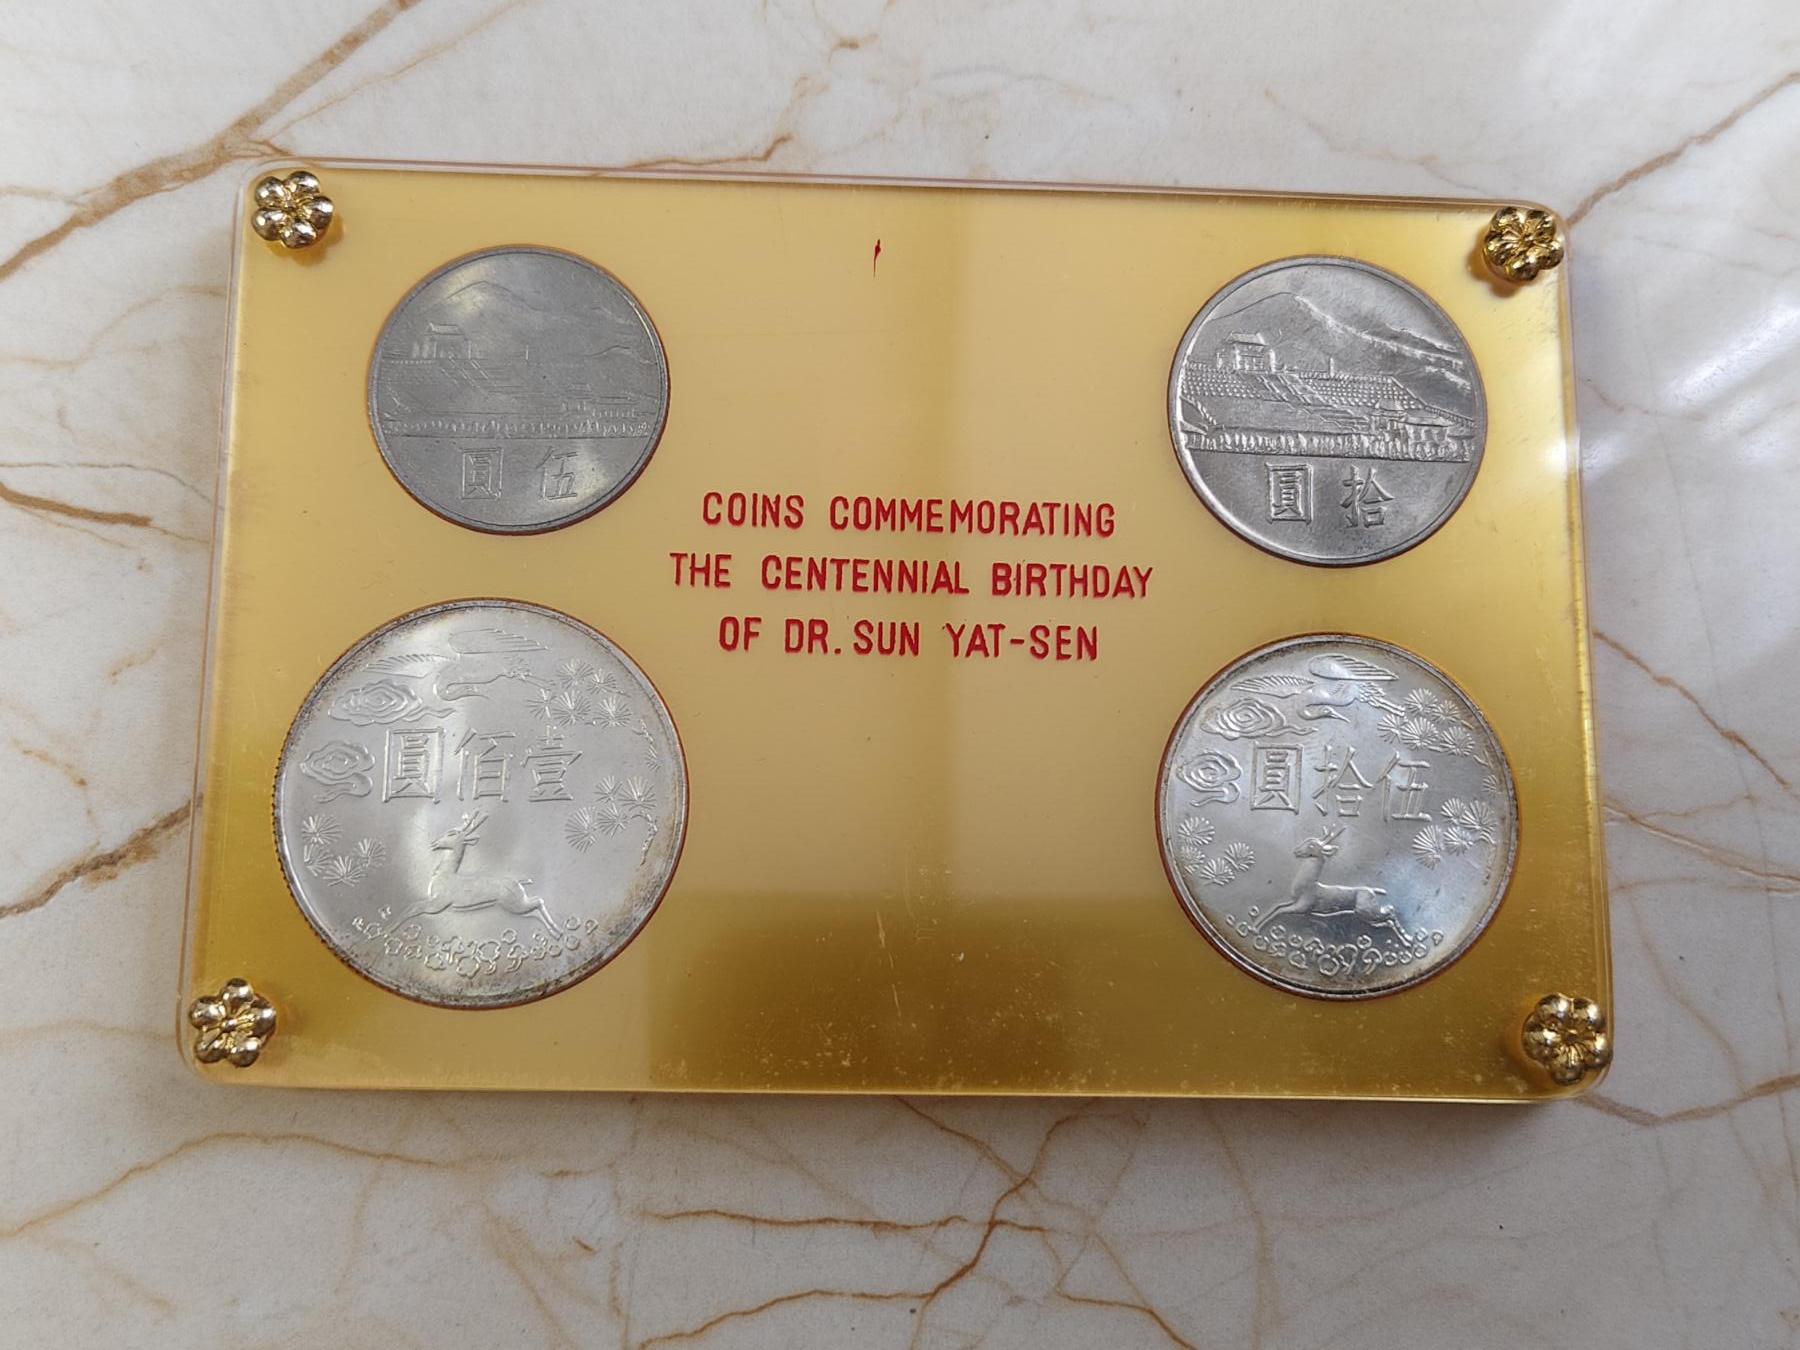 圓伍
圓拾
COINS COMMEMORATING
THE CENTENNIAL BIRTHDAY
OF DR. SUN YAT-SEN
圓佰壹
圓拾伍